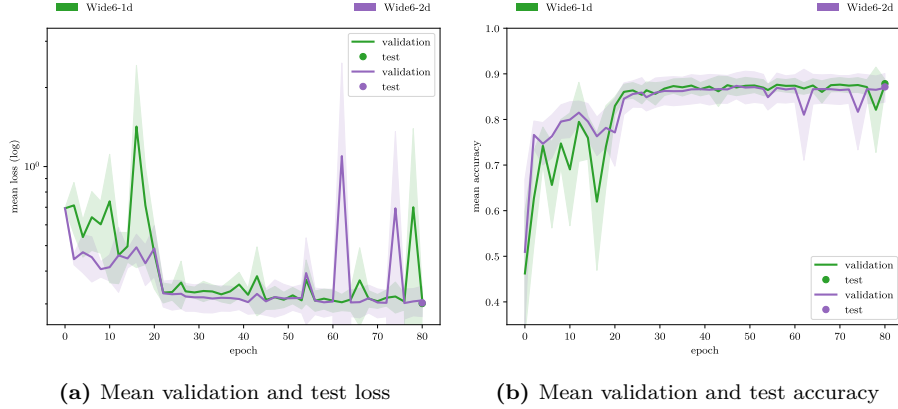 Wide6-1d Wide6-2d
validation
test
validation
test
mean loss (log)
10⁰
0 10 20 30 40 50 60 70 80
epoch
(a) Mean validation and test loss
Wide6-1d Wide6-2d
1.0
0.9
0.8
0.7
0.6
0.5
0.4
mean accuracy
validation
test
validation
test
0 10 20 30 40 50 60 70 80
epoch
(b) Mean validation and test accuracy